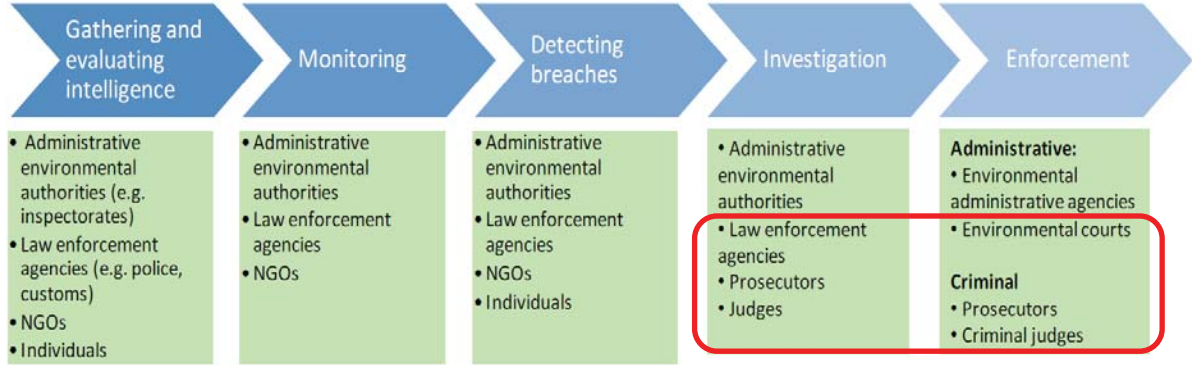 Gathering and
evaluating
intelligence
Monitoring
Detecting
breaches
Investigation
Enforcement
• Administrative
environmental
authorities (e.g.
inspectorates)
• Law enforcement
agencies (e.g. police,
customs)
• NGOs
• Individuals
• Administrative
environmental
authorities
• Law enforcement
agencies
• NGOs
• Administrative
environmental
authorities
• Law enforcement
agencies
• NGOs
• Individuals
• Administrative
environmental
authorities
• Law enforcement
agencies
• Prosecutors
• Judges
Administrative:
• Environmental
administrative agencies
• Environmental courts
Criminal
• Prosecutors
• Criminal judges